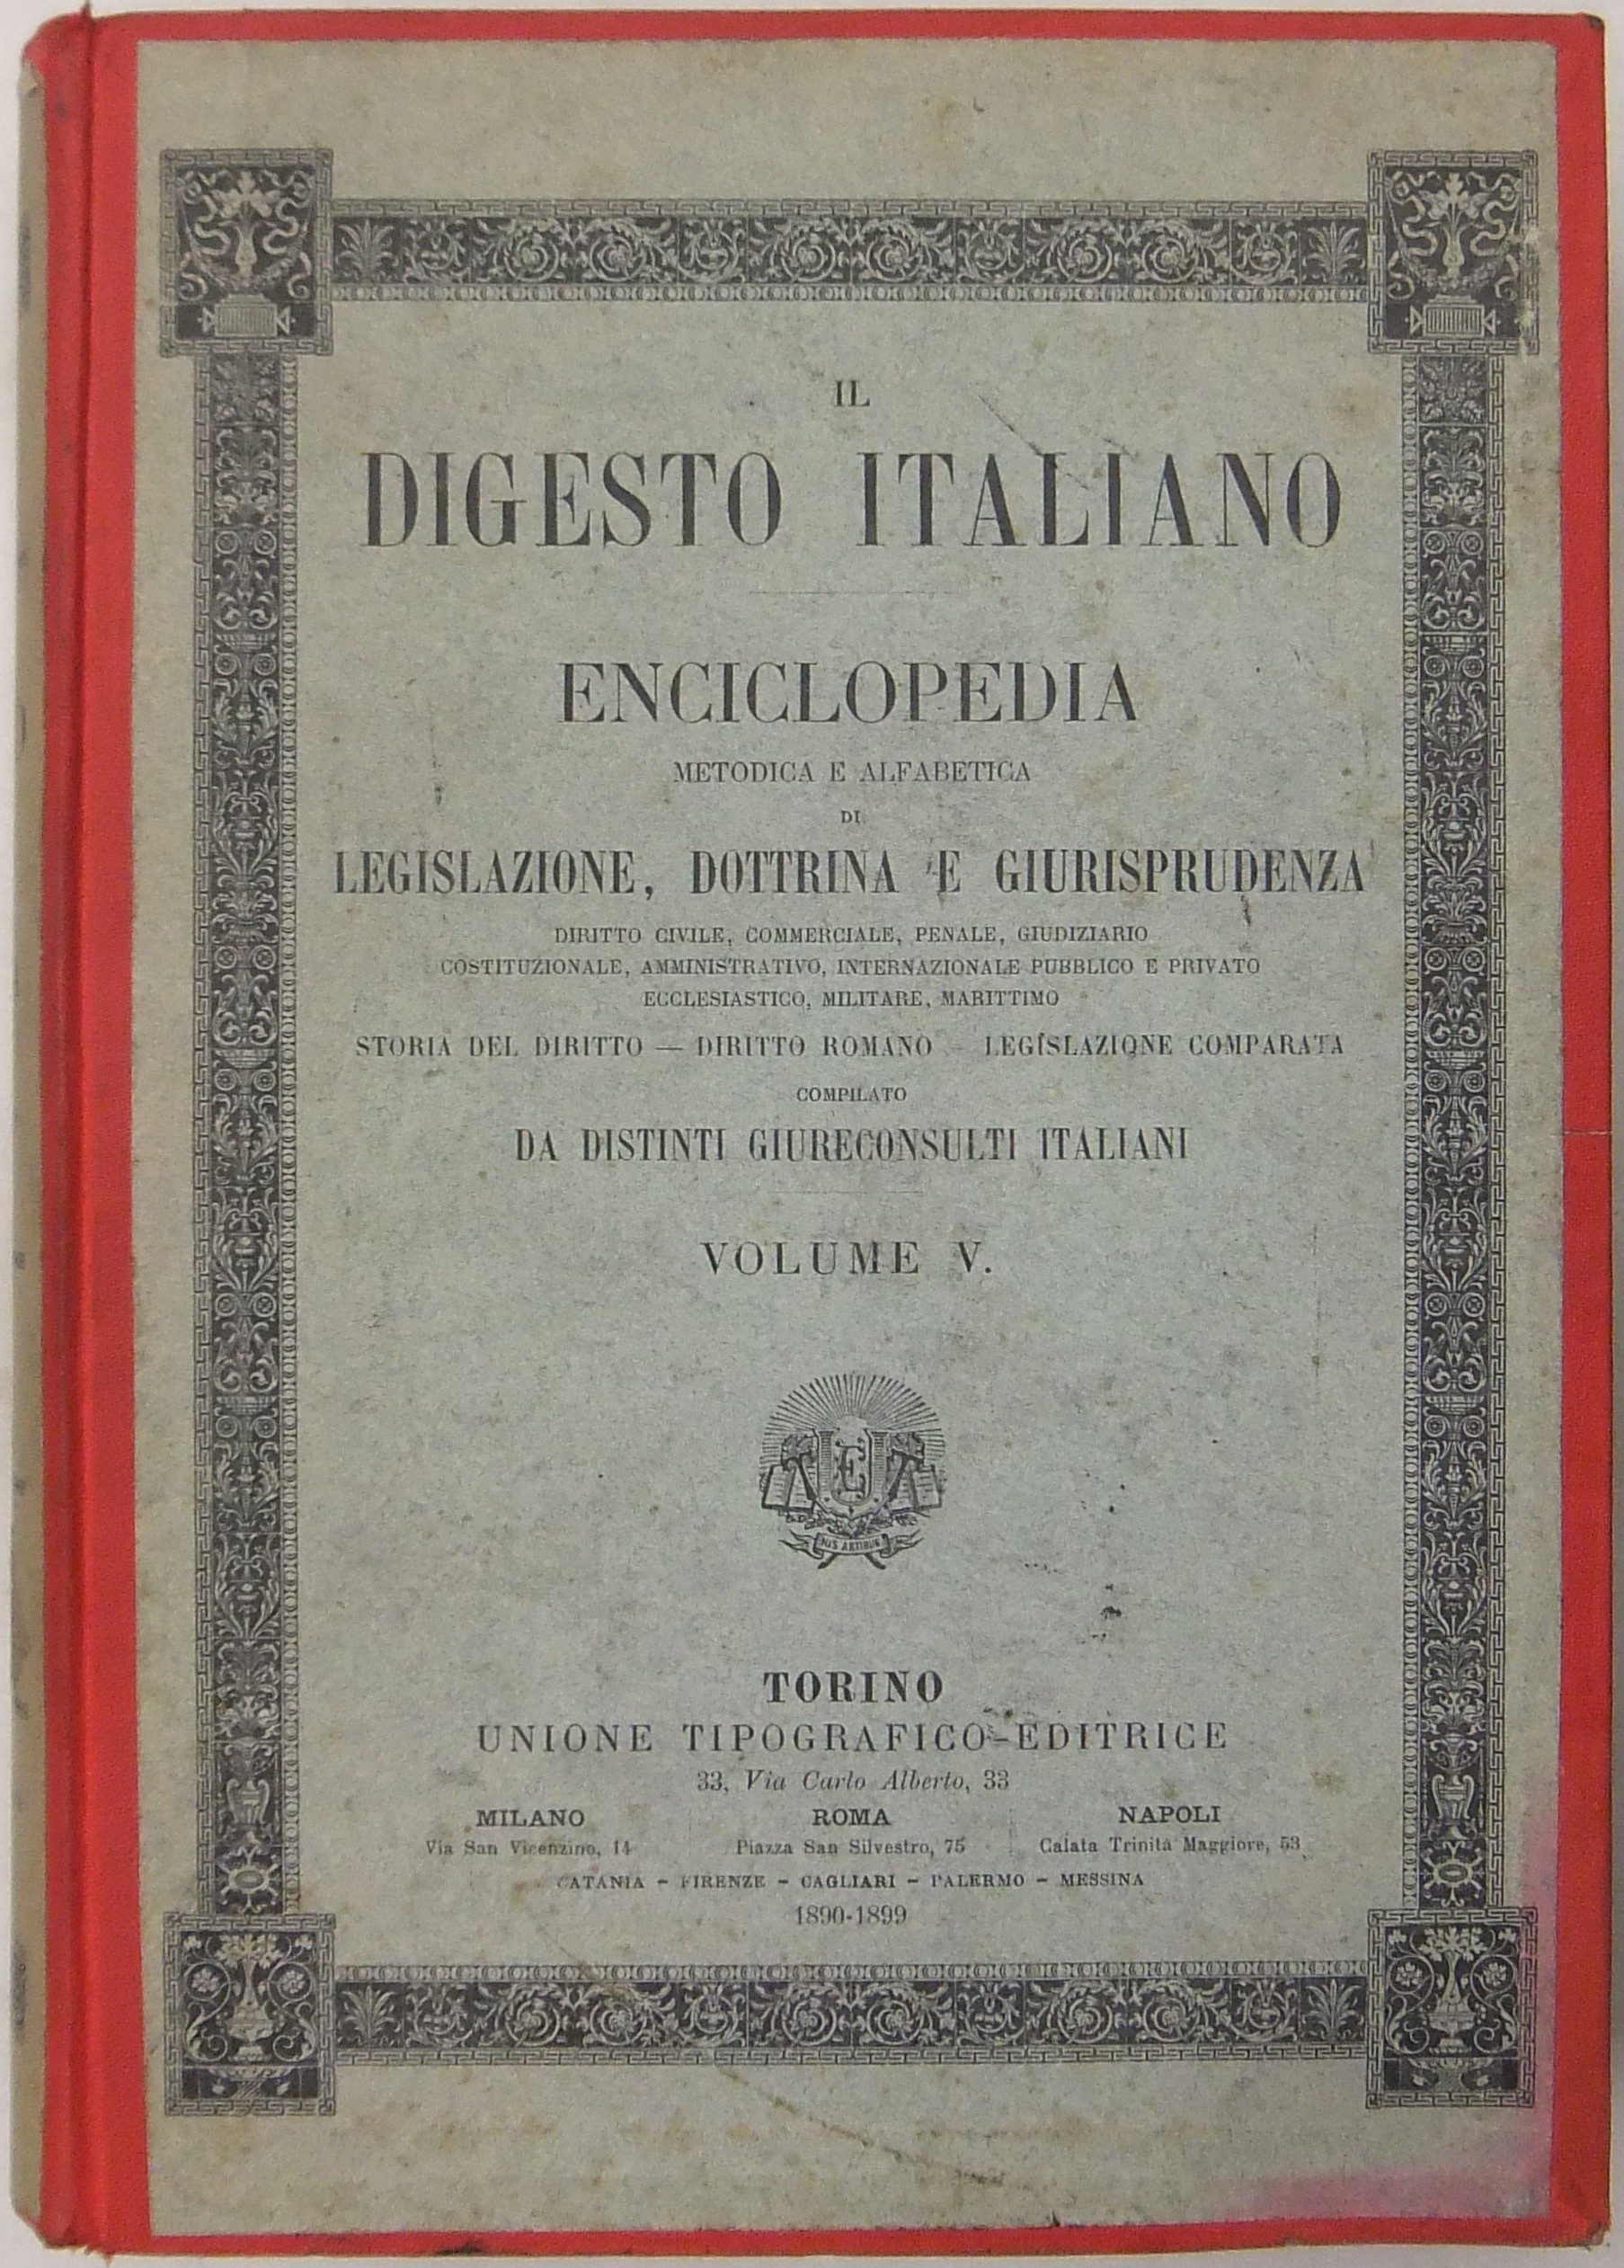 IL
DIGESTO ITALIANO
ENCICLOPEDIA
METODICA E ALFABETICA
DI
LEGISLAZIONE, DOTTRINA E GIURISPRUDENZA
DIRITTO CIVILE, COMMERCIALE, PENALE, GIUDIZIARIO
COSTITUZIONALE, AMMINISTRATIVO, INTERNAZIONALE PUBBLICO E PRIVATO
ECCLESIASTICO, MILITARE, MARITTIMO
STORIA DEL DIRITTO — DIRITTO ROMANO — LEGISLAZIONE COMPARATA
COMPILATO
DA DISTINTI GIURECONSULTI ITALIANI
VOLUME V.
HIS ARTIBUS
TORINO
UNIONE TIPOGRAFICO-EDITRICE
33, Via Carlo Alberto, 33
MILANO ROMA NAPOLI
Via San Vicenzino, 14 Piazza San Silvestro, 75 Calata Trinità Maggiore, 53
CATANIA - FIRENZE - CAGLIARI - PALERMO - MESSINA
1890-1899